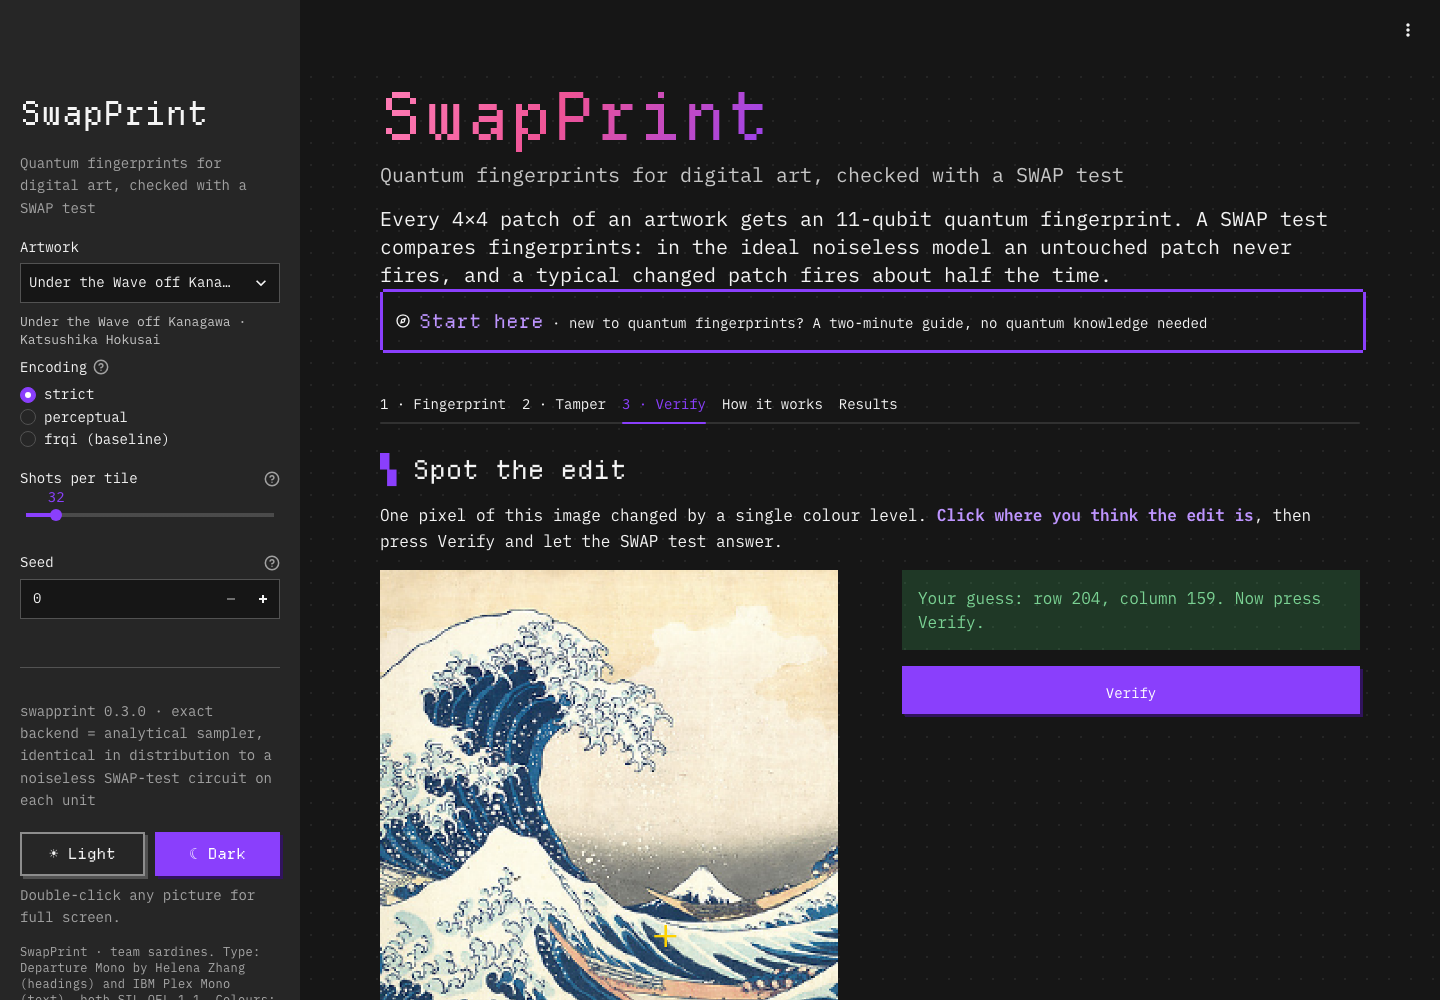 SwapPrint
Quantum fingerprints for
digital art, checked with a
SWAP test
Artwork
Under the Wave off Kana…
Under the Wave off Kanagawa ·
Katsushika Hokusai
Encoding
strict
perceptual
frqi (baseline)
Shots per tile
32
Seed
0
swapprint 0.3.0 · exact
backend = analytical sampler,
identical in distribution to a
noiseless SWAP-test circuit on
each unit
☀ Light
☾ Dark
Double-click any picture for
full screen.
SwapPrint · team sardines. Type:
Departure Mono by Helena Zhang
(headings) and IBM Plex Mono
(text), both SIL OFL 1.1. Colours:
SwapPrint
Quantum fingerprints for digital art, checked with a SWAP test
Every 4×4 patch of an artwork gets an 11-qubit quantum fingerprint. A SWAP test
compares fingerprints: in the ideal noiseless model an untouched patch never
fires, and a typical changed patch fires about half the time.
Start here · new to quantum fingerprints? A two-minute guide, no quantum knowledge needed
1 · Fingerprint 2 · Tamper 3 · Verify How it works Results
Spot the edit
One pixel of this image changed by a single colour level. Click where you think the edit is, then
press Verify and let the SWAP test answer.
Your guess: row 204, column 159. Now press
Verify.
Verify